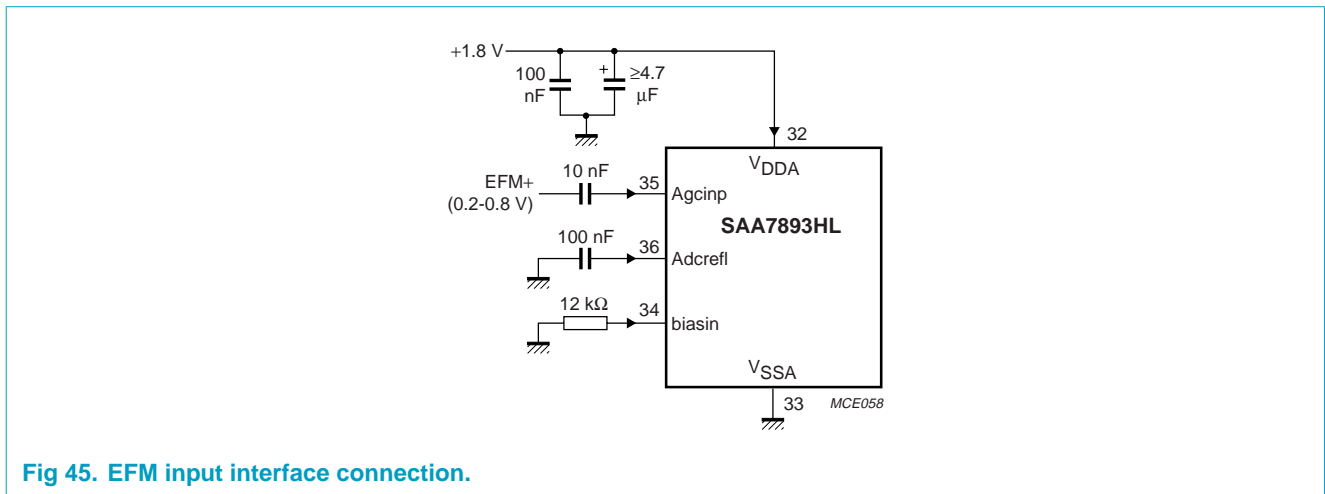 +1.8 V
100
nF
+
≥4.7
μF
32
VDDA
10 nF
EFM+
(0.2-0.8 V)
35
Agcinp
SAA7893HL
100 nF
36
Adcrefl
12 kΩ
34
biasin
VSSA
33
MCE058
Fig 45. EFM input interface connection.